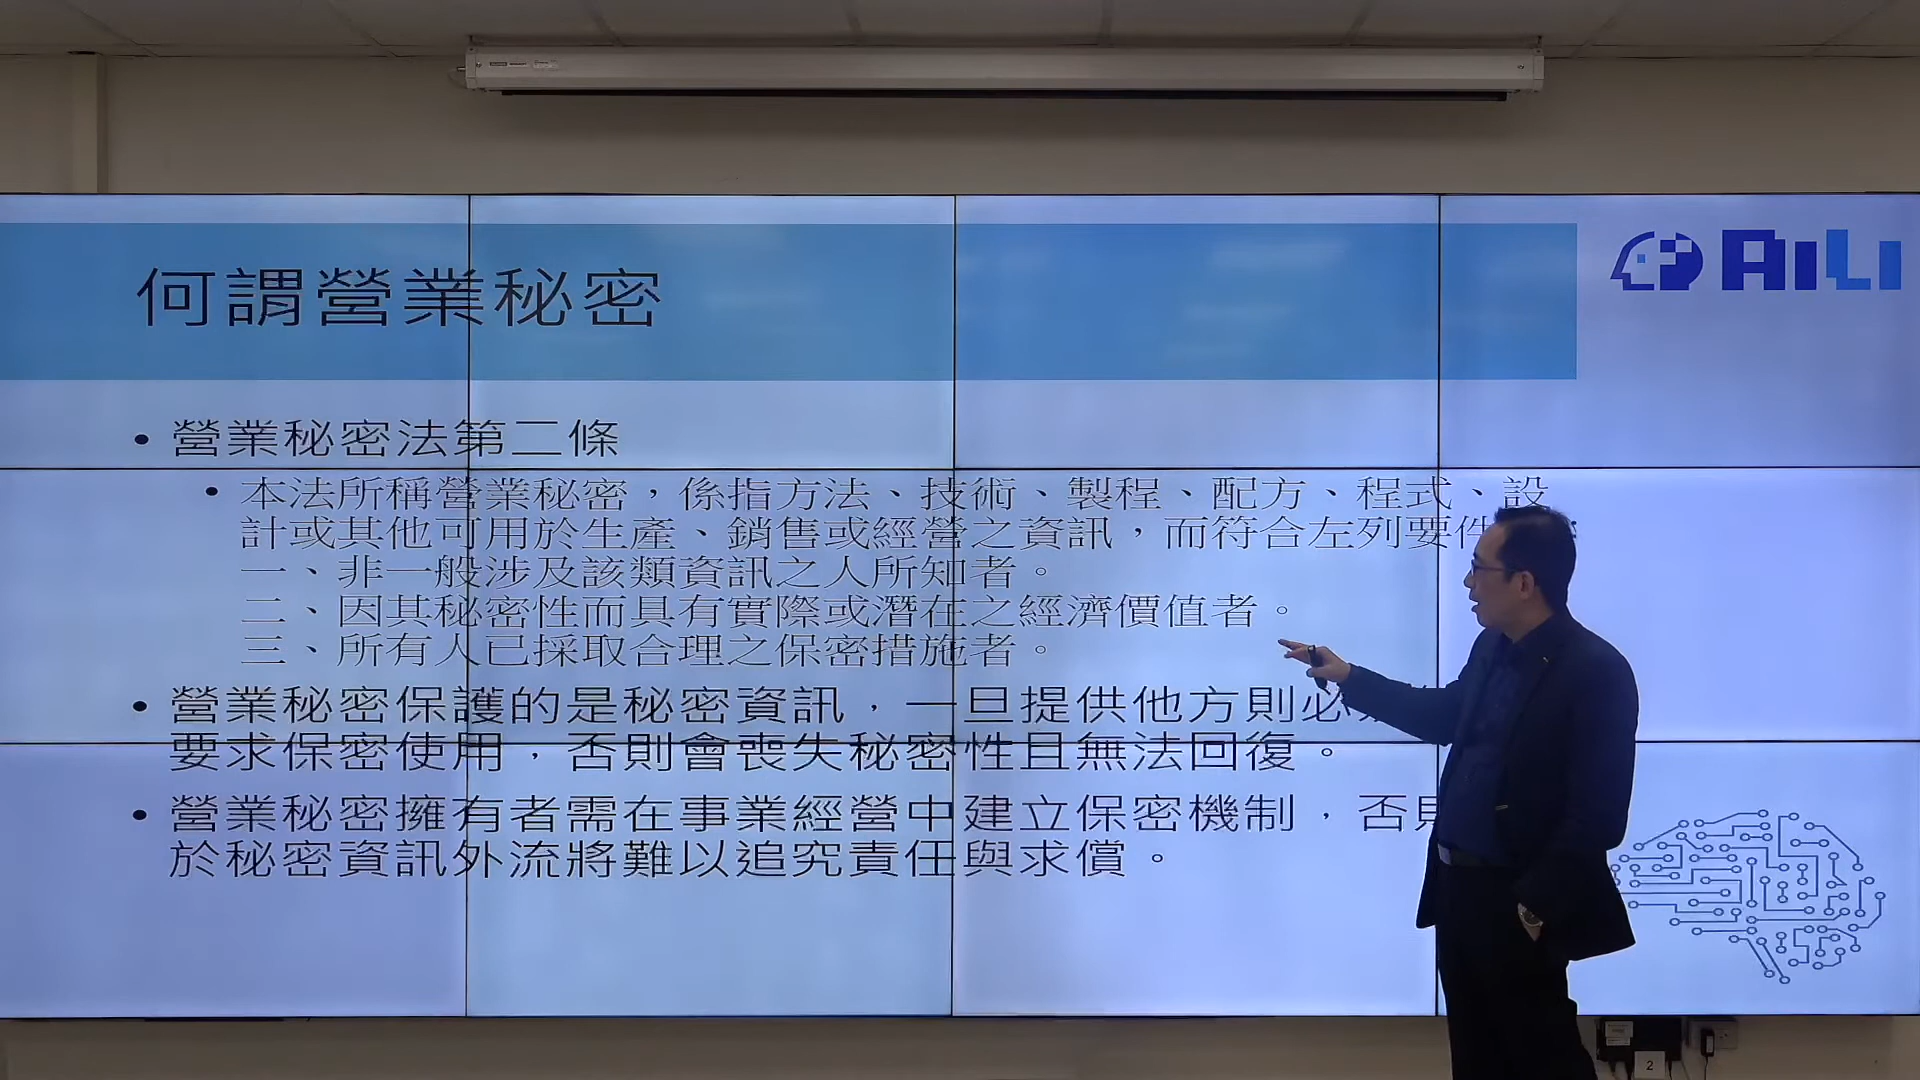 何謂營業秘密
AiLi
• 營業秘密法第二條
• 本法所稱營業秘密，係指方法、技術、製程、配方、程式、設
計或其他可用於生產、銷售或經營之資訊，而符合左列要件
一、非一般涉及該類資訊之人所知者。
二、因其秘密性而具有實際或潛在之經濟價值者。
三、所有人已採取合理之保密措施者。
• 營業秘密保護的是秘密資訊，一旦提供他方則必
要求保密使用，否則會喪失秘密性且無法回復。
• 營業秘密擁有者需在事業經營中建立保密機制，否
於秘密資訊外流將難以追究責任與求償。
2